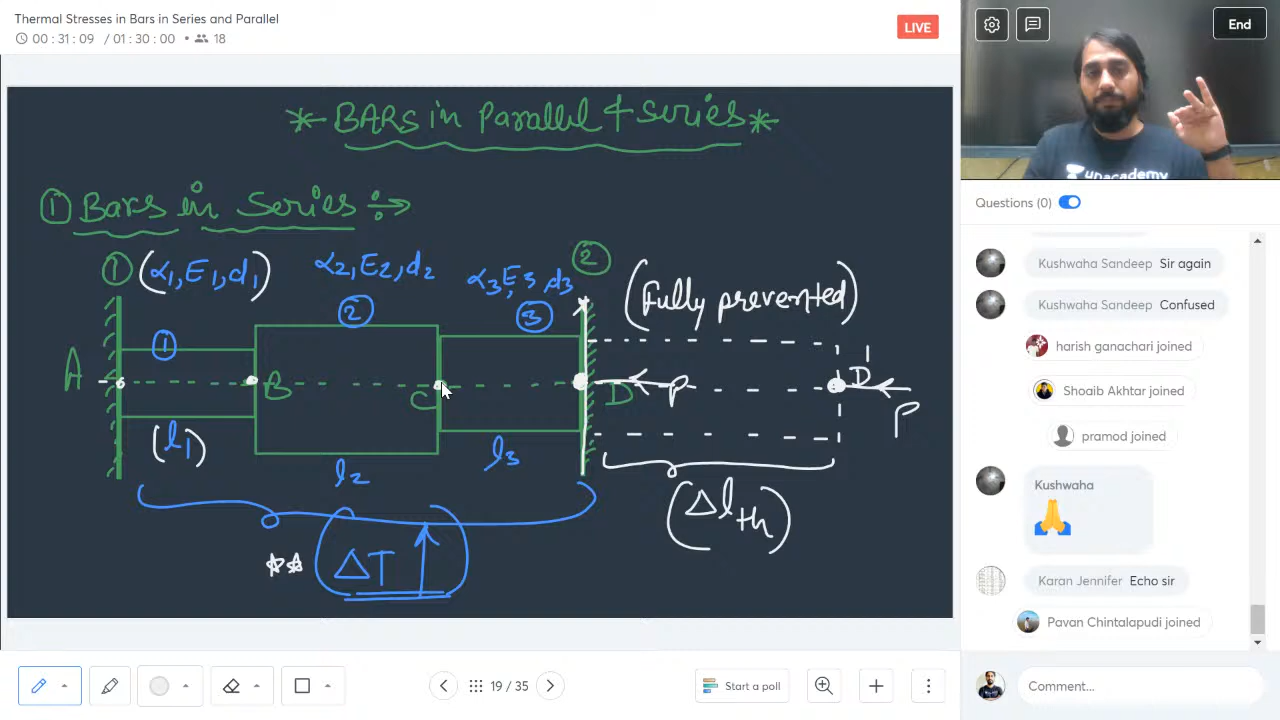 Thermal Stresses in Bars in Series and Parallel
00 : 31 : 09 / 01 : 30 : 00 • 18
LIVE
End
* BARs in Parallel & Series *
① Bars in Series ÷→
① (α1, E1, d1)
α2, E2, d2
α3, E3, d3
②
(Fully prevented)
①
②
③
A
B
C
D
P
D'
P
(l1)
l2
l3
(Δlth)
** (ΔT ↑)
unacademy
Questions (0)
Kushwaha Sandeep Sir again
Kushwaha Sandeep Confused
harish ganachari joined
Shoaib Akhtar joined
pramod joined
Kushwaha
🙏
Karan Jennifer Echo sir
Pavan Chintalapudi joined
19 / 35
Start a poll
Comment...